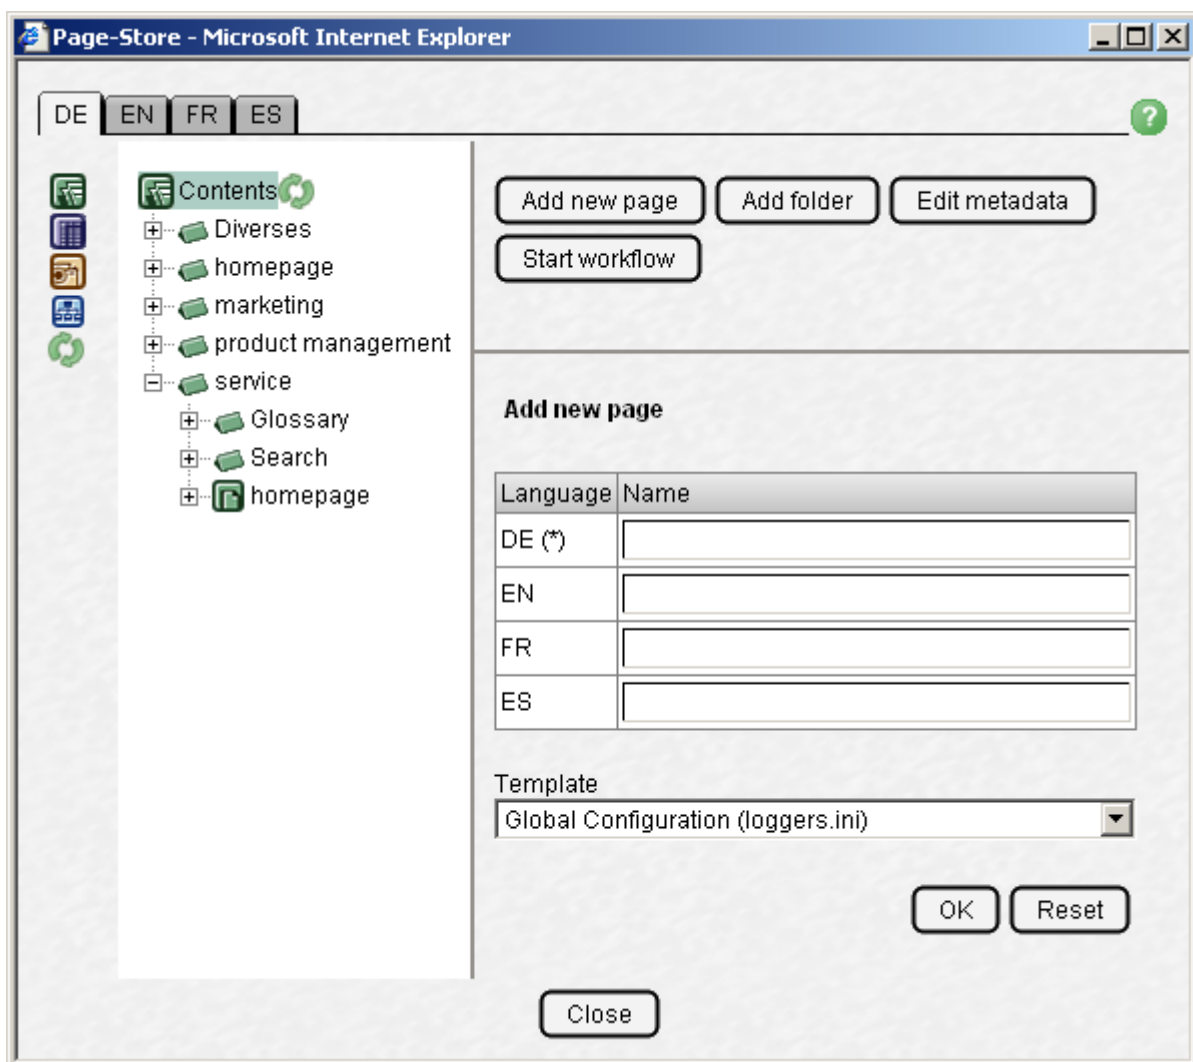 Page-Store - Microsoft Internet Explorer
DE EN FR ES
?
Contents
Diverses
homepage
marketing
product management
service
Glossary
Search
homepage
Add new page Add folder Edit metadata
Start workflow
Add new page
Language Name
DE (*)
EN
FR
ES
Template
Global Configuration (loggers.ini)
OK Reset
Close